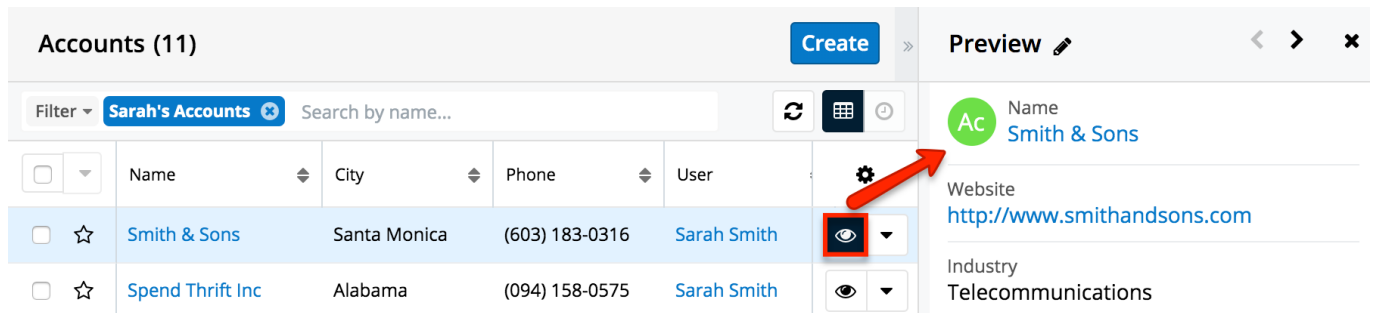 Accounts (11)
Create
»
Preview
Filter
Sarah's Accounts
Search by name...
Name
Smith & Sons
Name
City
Phone
User
Website
http://www.smithandsons.com
Smith & Sons
Santa Monica
(603) 183-0316
Sarah Smith
Industry
Telecommunications
Spend Thrift Inc
Alabama
(094) 158-0575
Sarah Smith
Ac